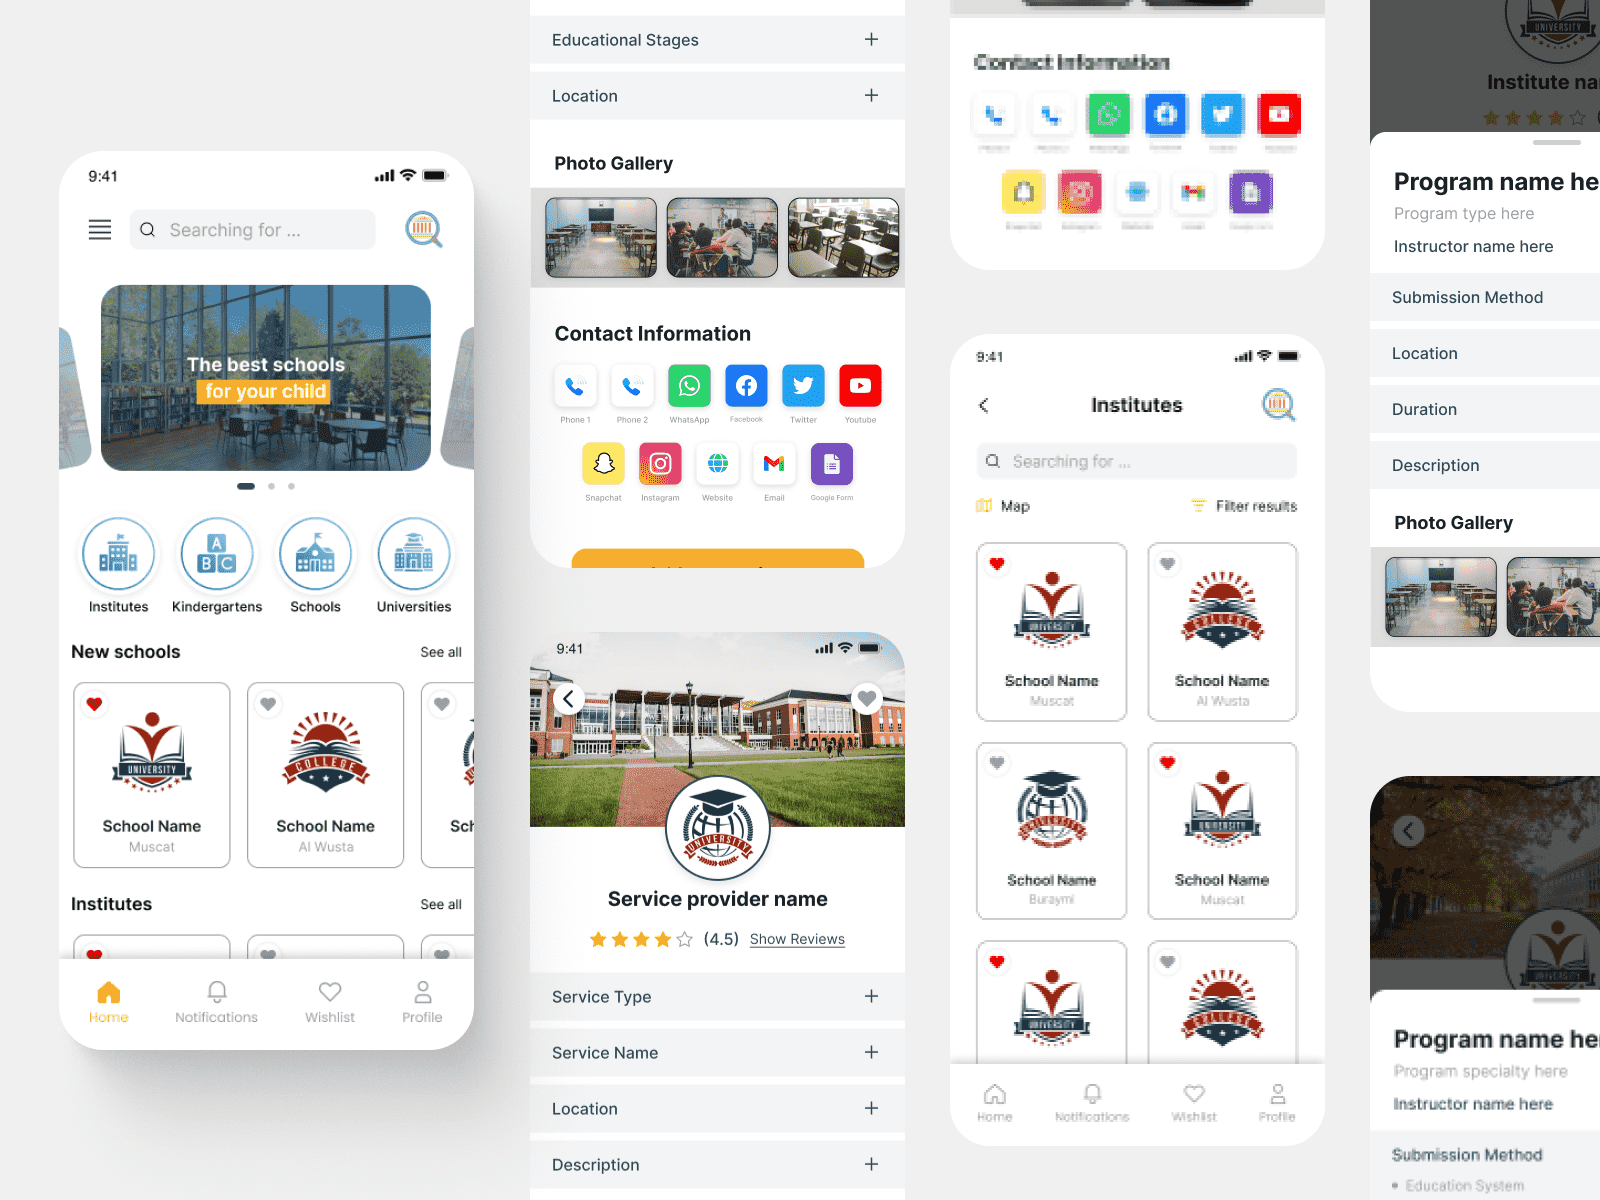 9:41
Searching for ...
The best schools
for your child
Institutes
Kindergartens
Schools
Universities
New schools
See all
UNIVERSITY
School Name
Muscat
COLLEGE
School Name
Al Wusta
Sch
Institutes
See all
Home
Notifications
Wishlist
Profile
Educational Stages
Location
Photo Gallery
Contact Information
Phone 1
Phone 2
WhatsApp
Facebook
Twitter
Youtube
Snapchat
Instagram
Website
Email
Google Form
9:41
UNIVERSITY
Service provider name
(4.5)
Show Reviews
Service Type
Service Name
Location
Description
Contact Information
9:41
Institutes
Searching for ...
Map
Filter results
UNIVERSITY
School Name
Muscat
COLLEGE
School Name
Al Wusta
UNIVERSITY
School Name
Buraymi
UNIVERSITY
School Name
Muscat
UNIVERSITY
COLLEGE
Home
Notifications
Wishlist
Profile
UNIVERSITY
Institute na
Program name he
Program type here
Instructor name here
Submission Method
Location
Duration
Description
Photo Gallery
UNIVERSITY
Program name he
Program specialty here
Instructor name here
Submission Method
Education System